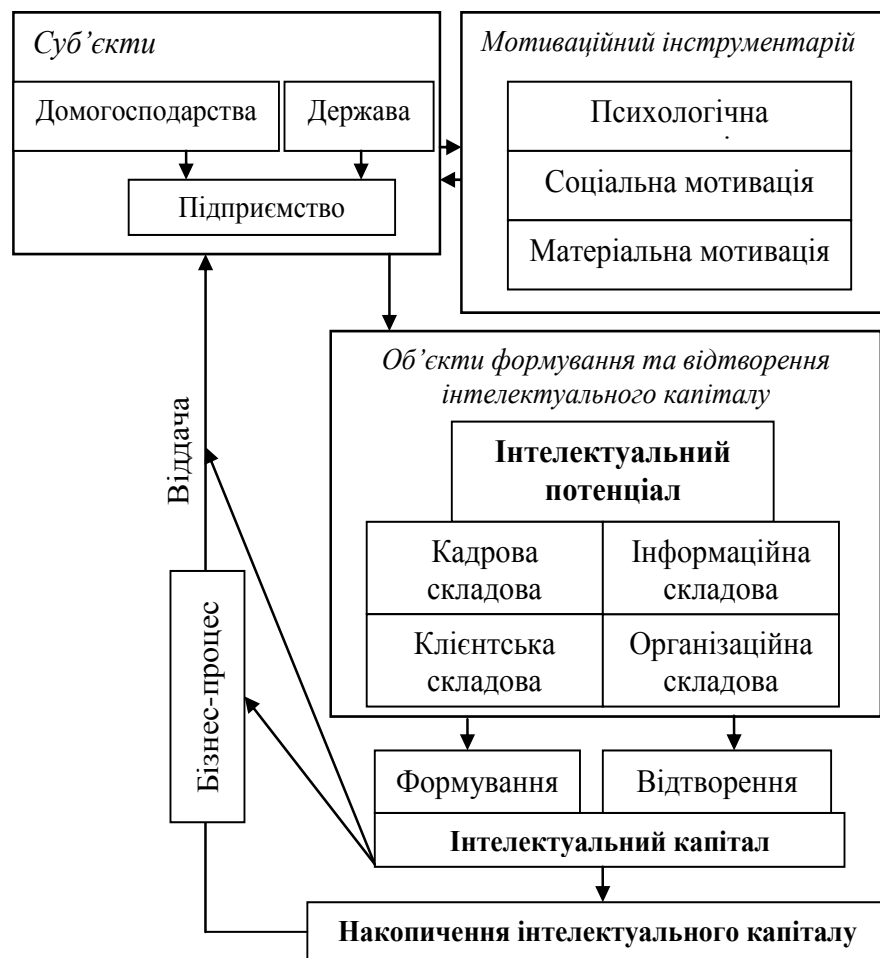 Суб’єкти
Домогосподарства
Держава
Підприємство
Мотиваційний інструментарій
Психологічна
Соціальна мотивація
Матеріальна мотивація
Об’єкти формування та відтворення
інтелектуального капіталу
Інтелектуальний
потенціал
Кадрова
складова
Інформаційна
складова
Клієнтська
складова
Організаційна
складова
Віддача
Бізнес-процес
Формування
Відтворення
Інтелектуальний капітал
Накопичення інтелектуального капіталу